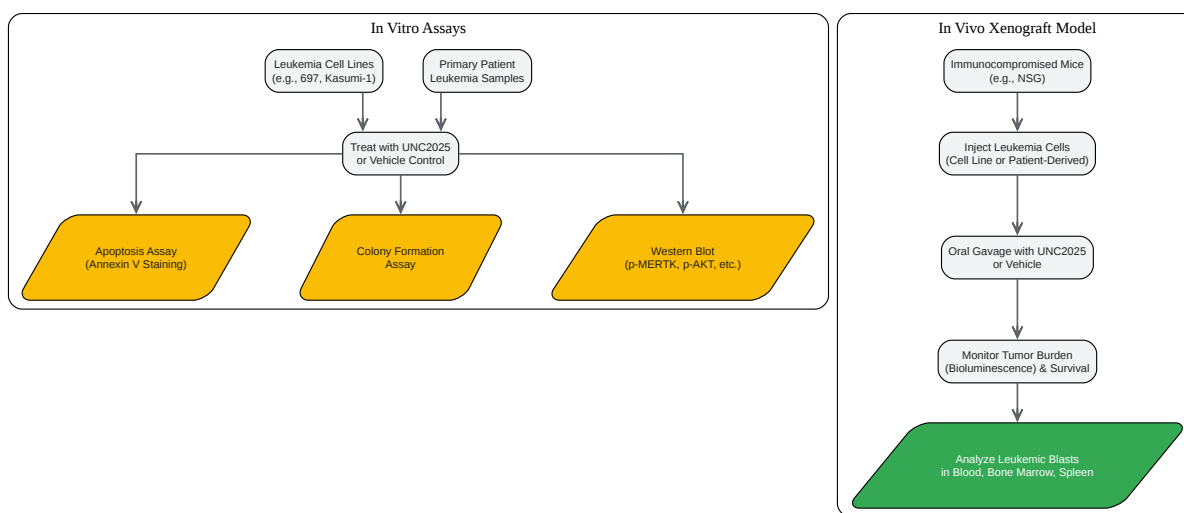 In Vitro Assays
Leukemia Cell Lines
(e.g., 697, Kasumi-1)
Primary Patient
Leukemia Samples
Treat with UNC2025
or Vehicle Control
Apoptosis Assay
(Annexin V Staining)
Colony Formation
Assay
Western Blot
(p-MERTK, p-AKT, etc.)
In Vivo Xenograft Model
Immunocompromised Mice
(e.g., NSG)
Inject Leukemia Cells
(Cell Line or Patient-Derived)
Oral Gavage with UNC2025
or Vehicle
Monitor Tumor Burden
(Bioluminescence) & Survival
Analyze Leukemic Blasts
in Blood, Bone Marrow, Spleen